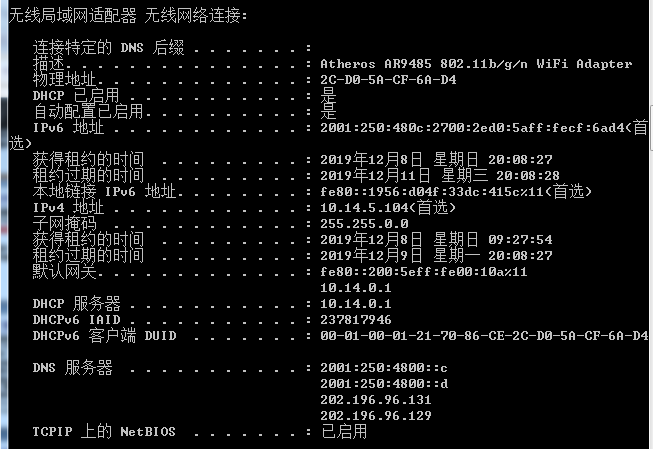 无线局域网适配器 无线网络连接:
连接特定的 DNS 后缀 . . . . . . . :
描述. . . . . . . . . . . . . . . : Atheros AR9485 802.11b/g/n WiFi Adapter
物理地址. . . . . . . . . . . . . : 2C-D0-5A-CF-6A-D4
DHCP 已启用 . . . . . . . . . . . : 是
自动配置已启用. . . . . . . . . . : 是
IPv6 地址 . . . . . . . . . . . . : 2001:250:480c:2700:2ed0:5aff:fecf:6ad4(首
选)
获得租约的时间  . . . . . . . . . : 2019年12月8日 星期日 20:08:27
租约过期的时间  . . . . . . . . . : 2019年12月11日 星期三 20:08:28
本地链接 IPv6 地址. . . . . . . . : fe80::1956:d04f:33dc:415c%11(首选)
IPv4 地址 . . . . . . . . . . . . : 10.14.5.104(首选)
子网掩码  . . . . . . . . . . . . : 255.255.0.0
获得租约的时间  . . . . . . . . . : 2019年12月8日 星期日 09:27:54
租约过期的时间  . . . . . . . . . : 2019年12月9日 星期一 20:08:27
默认网关. . . . . . . . . . . . . : fe80::200:5eff:fe00:10a%11
10.14.0.1
DHCP 服务器 . . . . . . . . . . . : 10.14.0.1
DHCPv6 IAID . . . . . . . . . . . : 237817946
DHCPv6 客户端 DUID  . . . . . . . : 00-01-00-01-21-70-86-CE-2C-D0-5A-CF-6A-D4
DNS 服务器  . . . . . . . . . . . : 2001:250:4800::c
2001:250:4800::d
202.196.96.131
202.196.96.129
TCPIP 上的 NetBIOS  . . . . . . . : 已启用